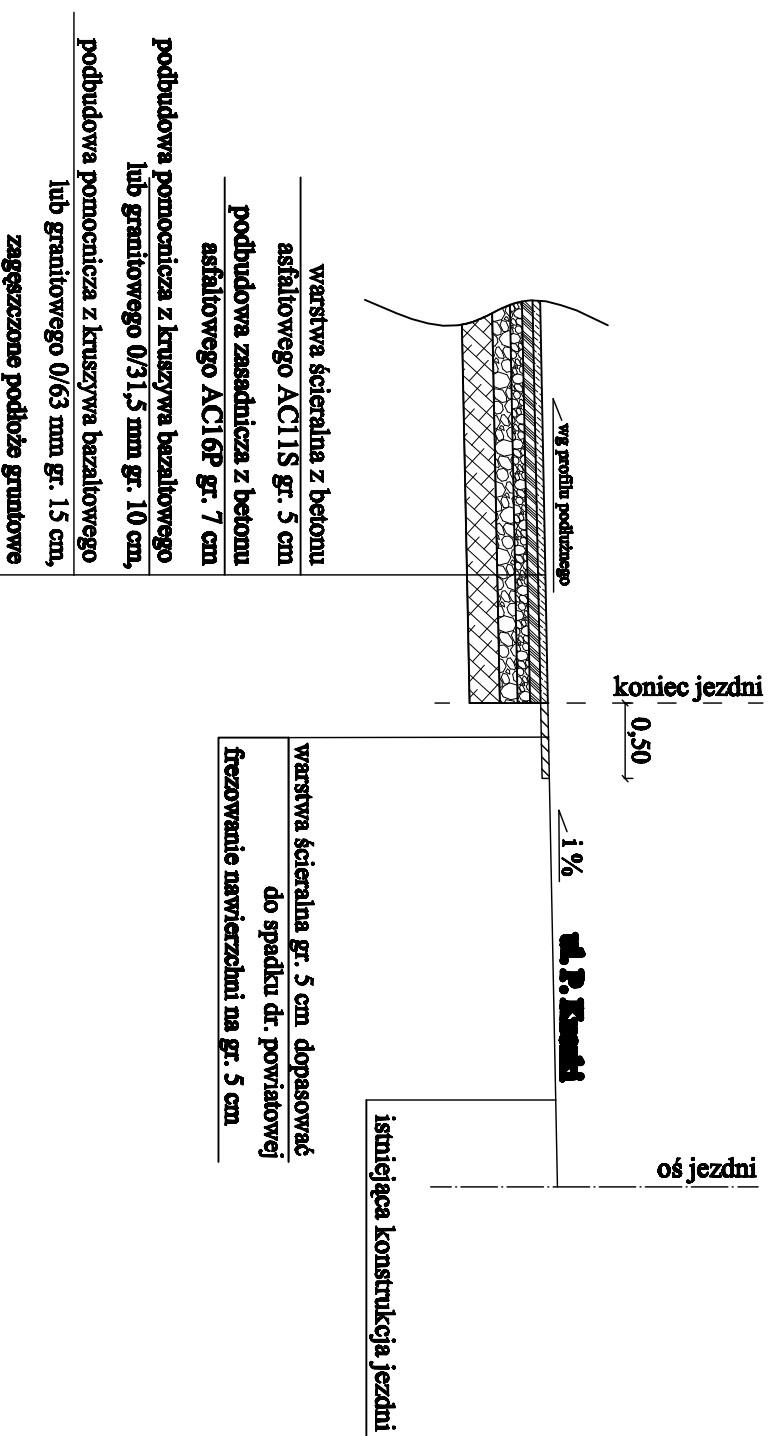 koniec jezdni
0,50
oś jezdni
i %
ul. P.
wg profilu podłużnego
warstwa ścieralna z betonu
asfaltowego AC11S gr. 5 cm
podbudowa zasadnicza z betonu
asfaltowego AC16P gr. 7 cm
podbudowa pomocnicza z kruszywa bazaltowego
lub granitowego 0/31,5 mm gr. 10 cm,
podbudowa pomocnicza z kruszywa bazaltowego
lub granitowego 0/63 mm gr. 15 cm,
zagęszczone podłoże gruntowe
warstwa ścieralna gr. 5 cm dopasować
do spadku dr. powiatowej
frezowanie nawierzchni na gr. 5 cm
istniejąca konstrukcja jezdni